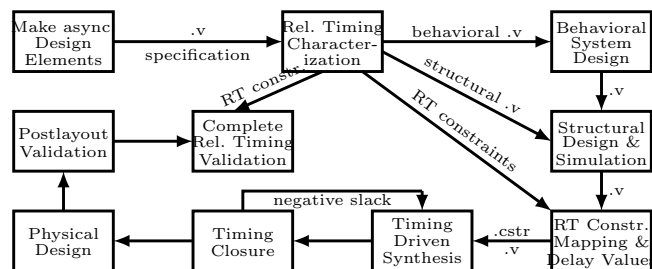 Make async
Design
Elements
.v
specification
Rel. Timing
Character-
ization
behavioral .v
Behavioral
System
Design
structural .v
RT constr.
RT constraints
.v
Postlayout
Validation
Complete
Rel. Timing
Validation
Structural
Design &
Simulation
.v
negative slack
Physical
Design
Timing
Closure
Timing
Driven
Synthesis
.cstr
.v
RT Constr.
Mapping &
Delay Values